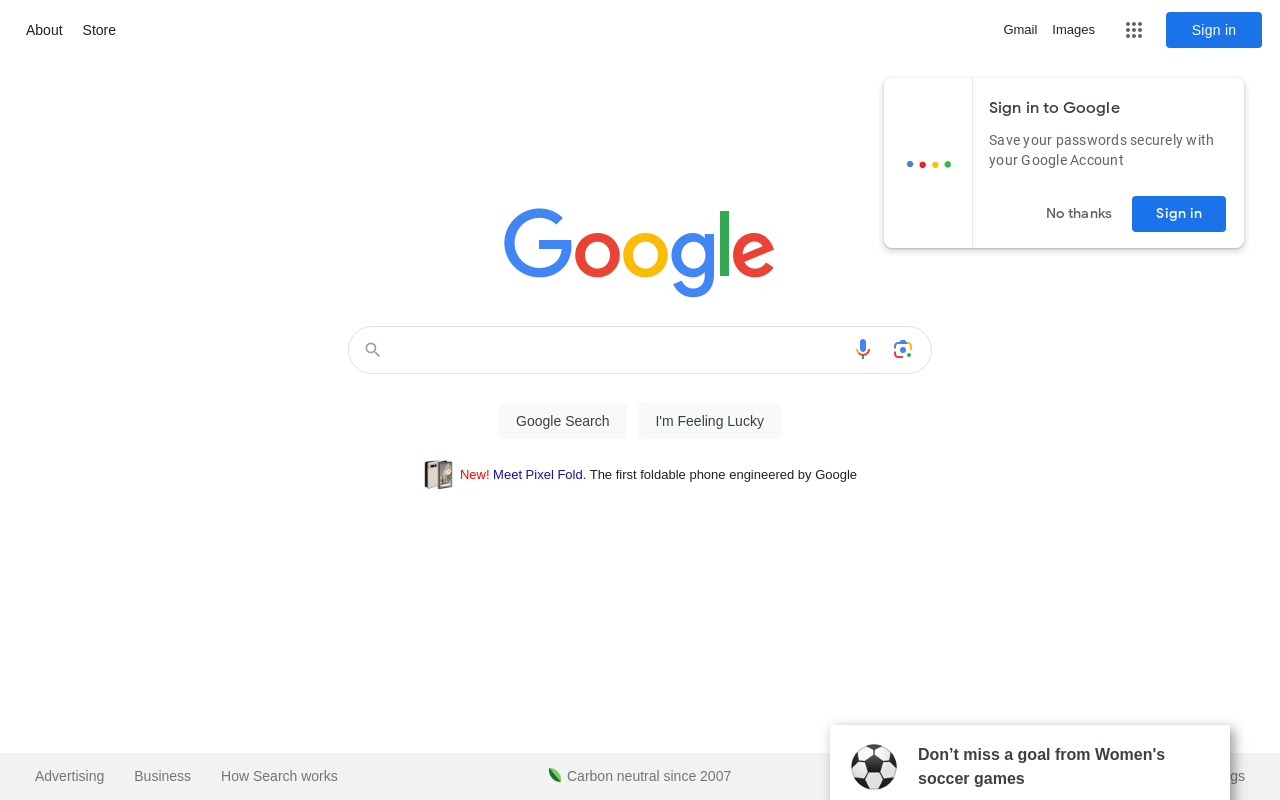 About Store
Gmail Images Sign in
Sign in to Google
Save your passwords securely with
your Google Account
No thanks Sign in
Google
Google Search I'm Feeling Lucky
New! Meet Pixel Fold. The first foldable phone engineered by Google
Don’t miss a goal from Women's
soccer games
Advertising Business How Search works Carbon neutral since 2007